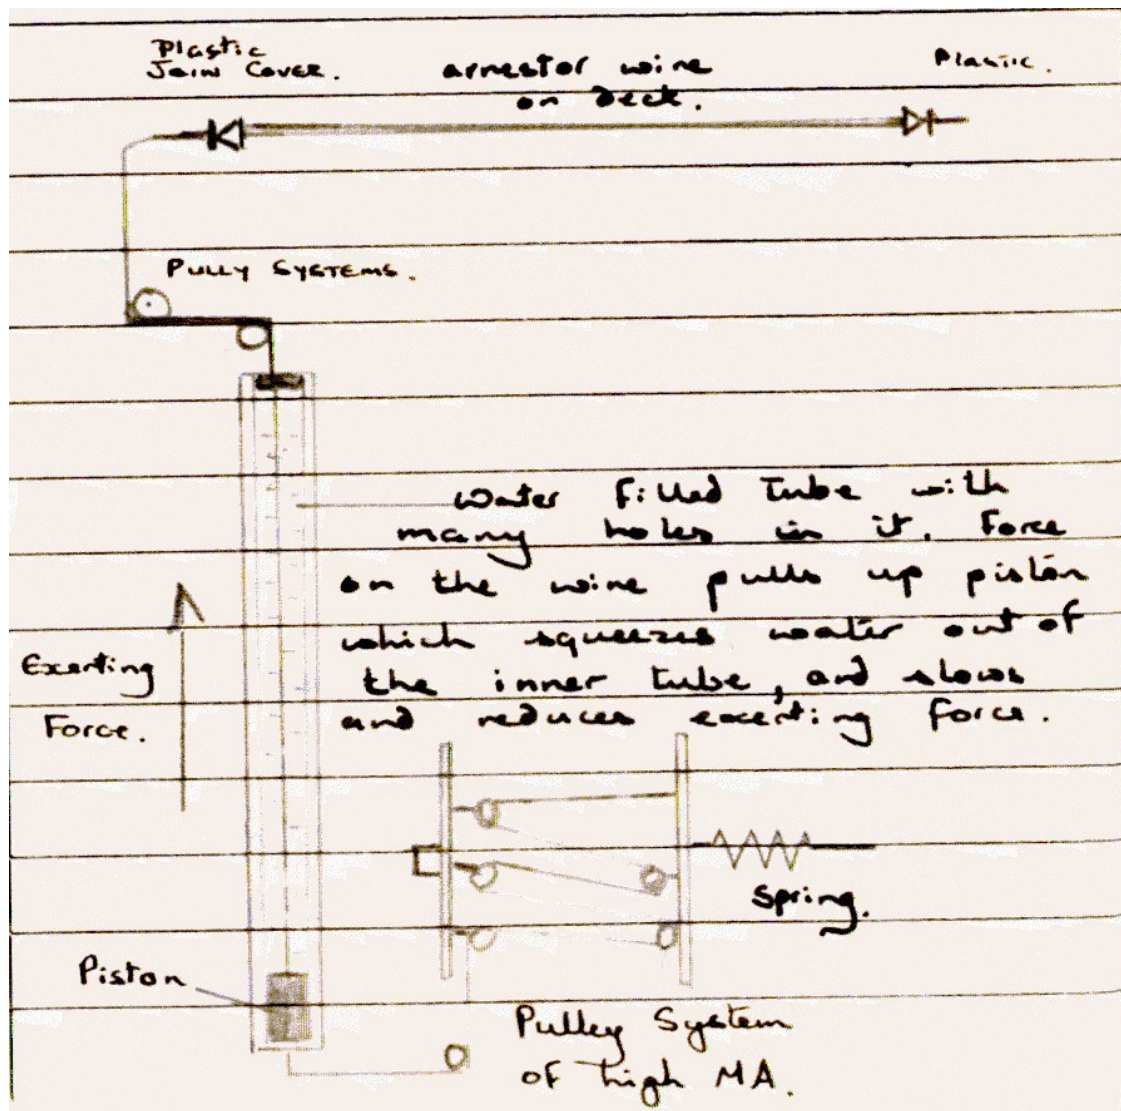 Plastic
Join Cover.
arrestor wire
on deck.
Plastic.
Pully Systems.
Water filled Tube with
many holes in it. Force
on the wire pulls up piston
which squeezes water out of
the inner tube, and slows
and reduces exerting force.
Exerting
Force.
Spring.
Piston
Pulley System
of high MA.